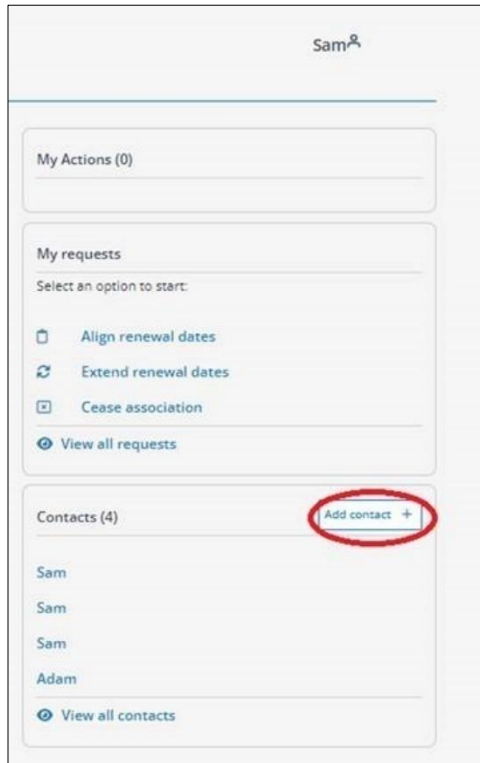 Sam
My Actions (0)
My requests
Select an option to start:
Align renewal dates
Extend renewal dates
Cease association
View all requests
Contacts (4)
Add contact +
Sam
Sam
Sam
Adam
View all contacts